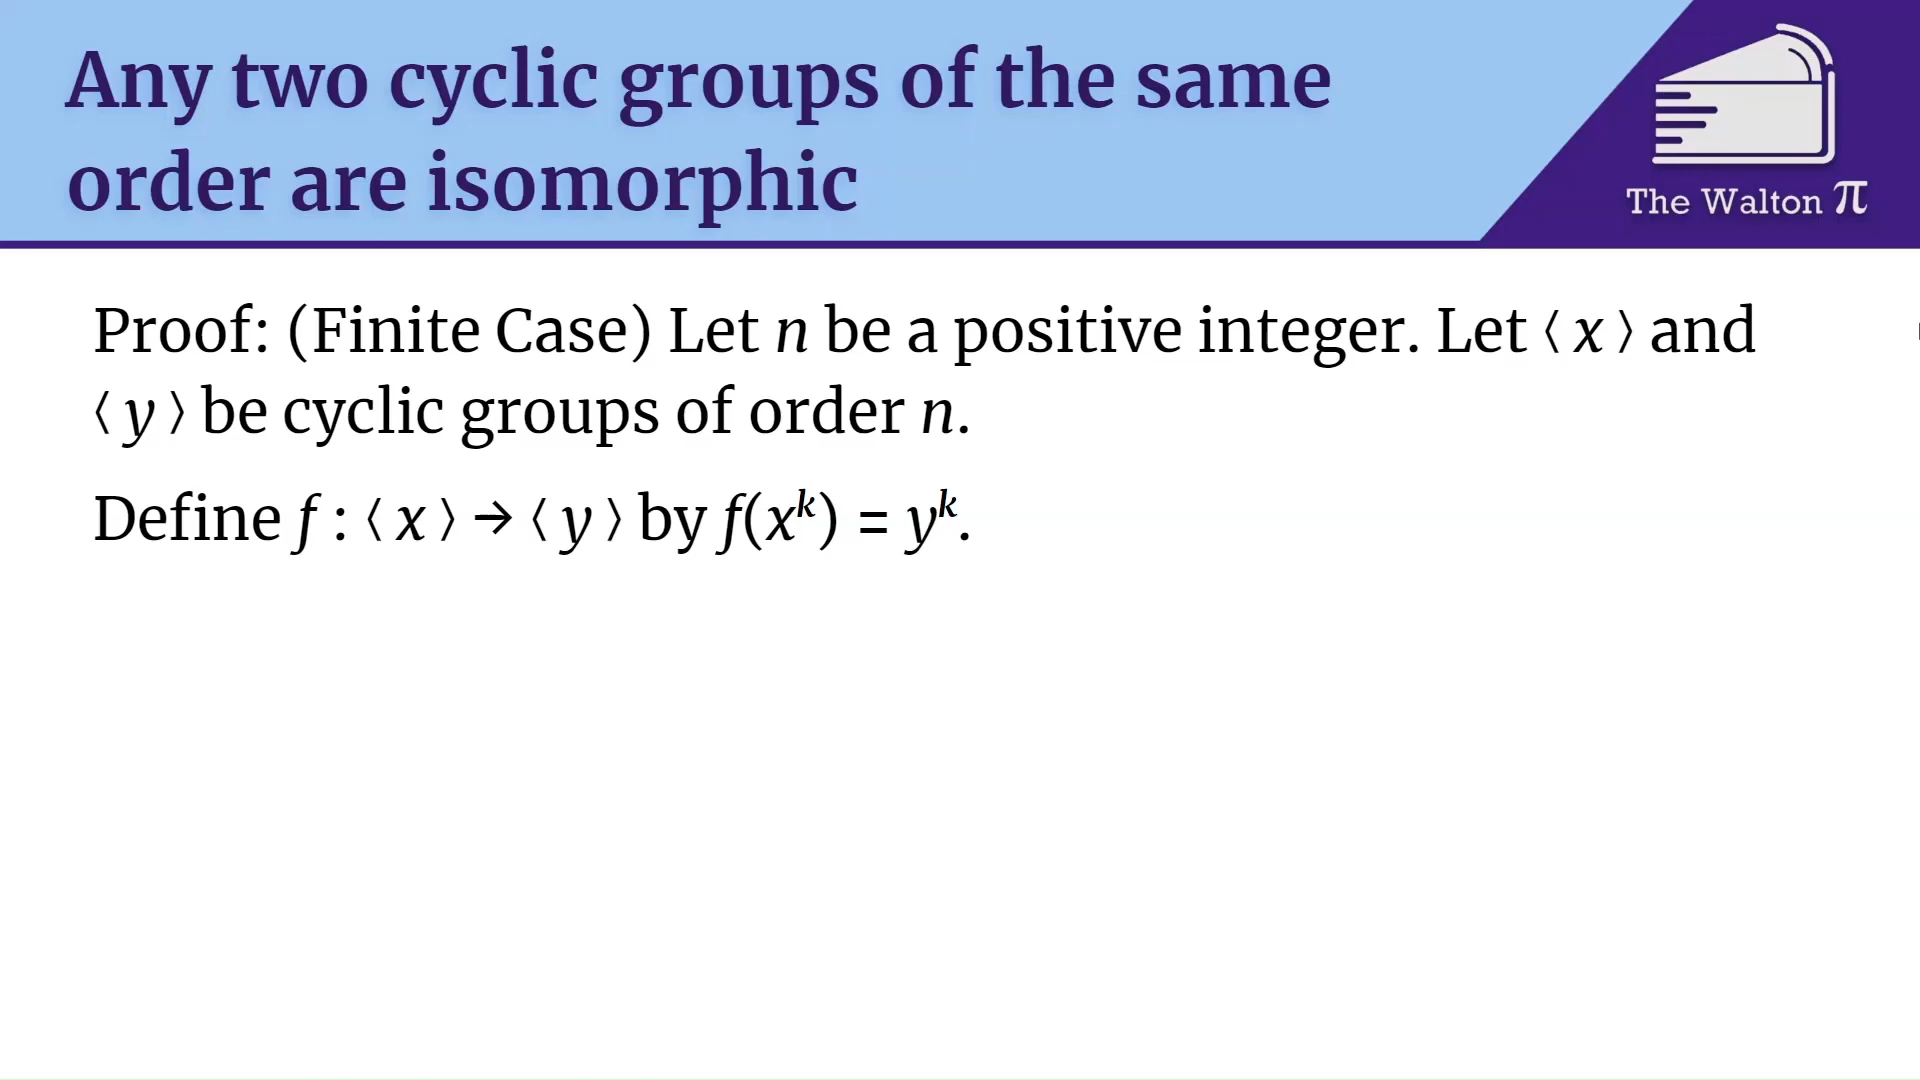 Any two cyclic groups of the same
order are isomorphic
The Walton π
Proof: (Finite Case) Let n be a positive integer. Let ⟨ x ⟩ and
⟨ y ⟩ be cyclic groups of order n.
Define f : ⟨ x ⟩ → ⟨ y ⟩ by f(xᵏ) = yᵏ.